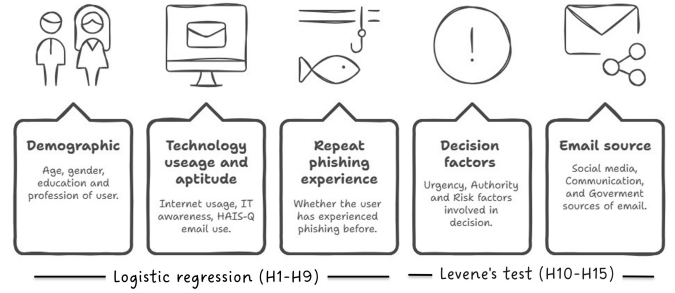 Demographic
Age, gender,
education and
profession of user.
Technology
useage and
aptitude
Internet usage, IT
awareness, HAIS-Q
email use.
Repeat
phishing
experience
Whether the user
has experienced
phishing before.
Decision
factors
Urgency, Authority
and Risk factors
involved in
decision.
Email source
Social media,
Communication,
and Goverment
sources of email.
Logistic regression (H1-H9)
Levene's test (H10-H15)